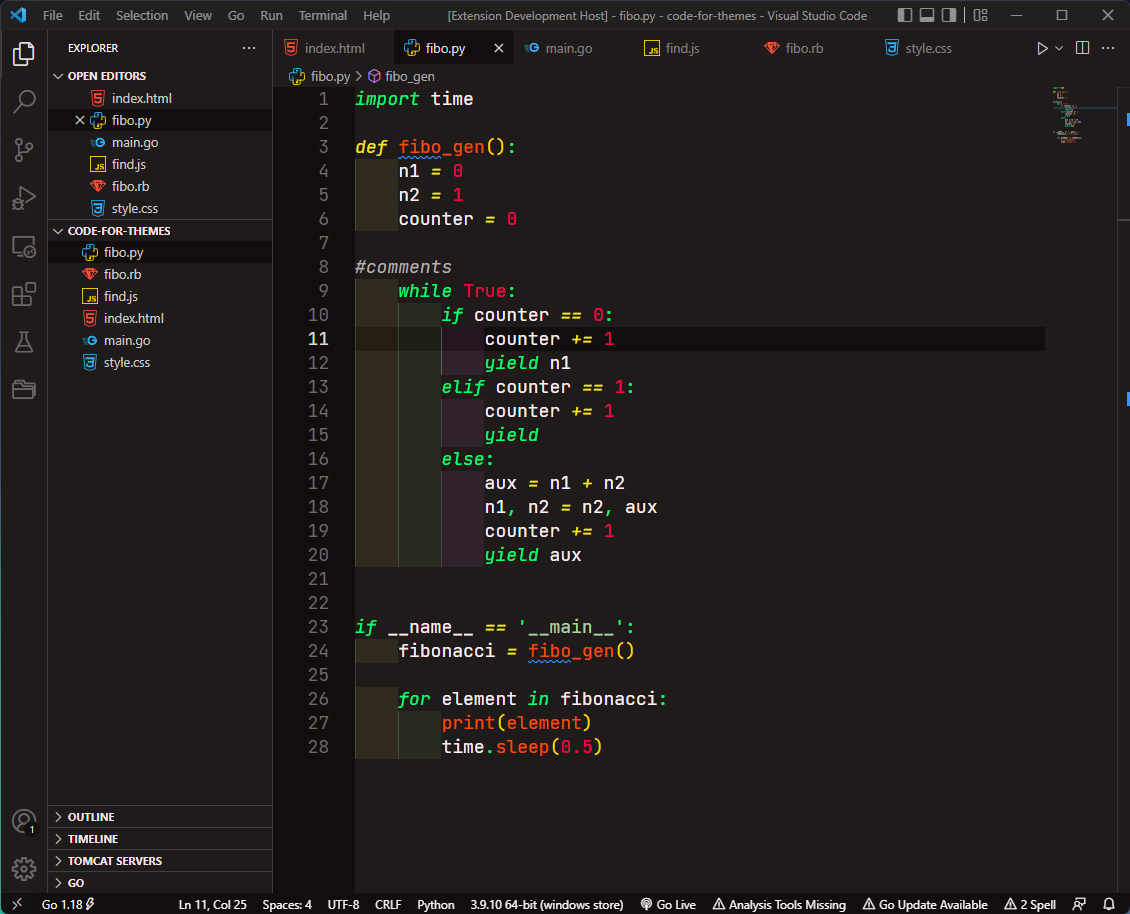 File Edit Selection View Go Run Terminal Help [Extension Development Host] - fibo.py - code-for-themes - Visual Studio Code
EXPLORER ···
index.html fibo.py main.go find.js fibo.rb style.css
OPEN EDITORS
index.html
fibo.py
main.go
find.js
fibo.rb
style.css
CODE-FOR-THEMES
fibo.py
fibo.rb
find.js
index.html
main.go
style.css
OUTLINE
TIMELINE
TOMCAT SERVERS
GO
fibo.py > fibo_gen
1 import time
2
3 def fibo_gen():
4     n1 = 0
5     n2 = 1
6     counter = 0
7
8 #comments
9     while True:
10         if counter == 0:
11             counter += 1
12             yield n1
13         elif counter == 1:
14             counter += 1
15             yield
16         else:
17             aux = n1 + n2
18             n1, n2 = n2, aux
19             counter += 1
20             yield aux
21
22
23 if __name__ == '__main__':
24     fibonacci = fibo_gen()
25
26     for element in fibonacci:
27         print(element)
28         time.sleep(0.5)
1
Go 1.18 Ln 11, Col 25 Spaces: 4 UTF-8 CRLF Python 3.9.10 64-bit (windows store) Go Live Analysis Tools Missing Go Update Available 2 Spell